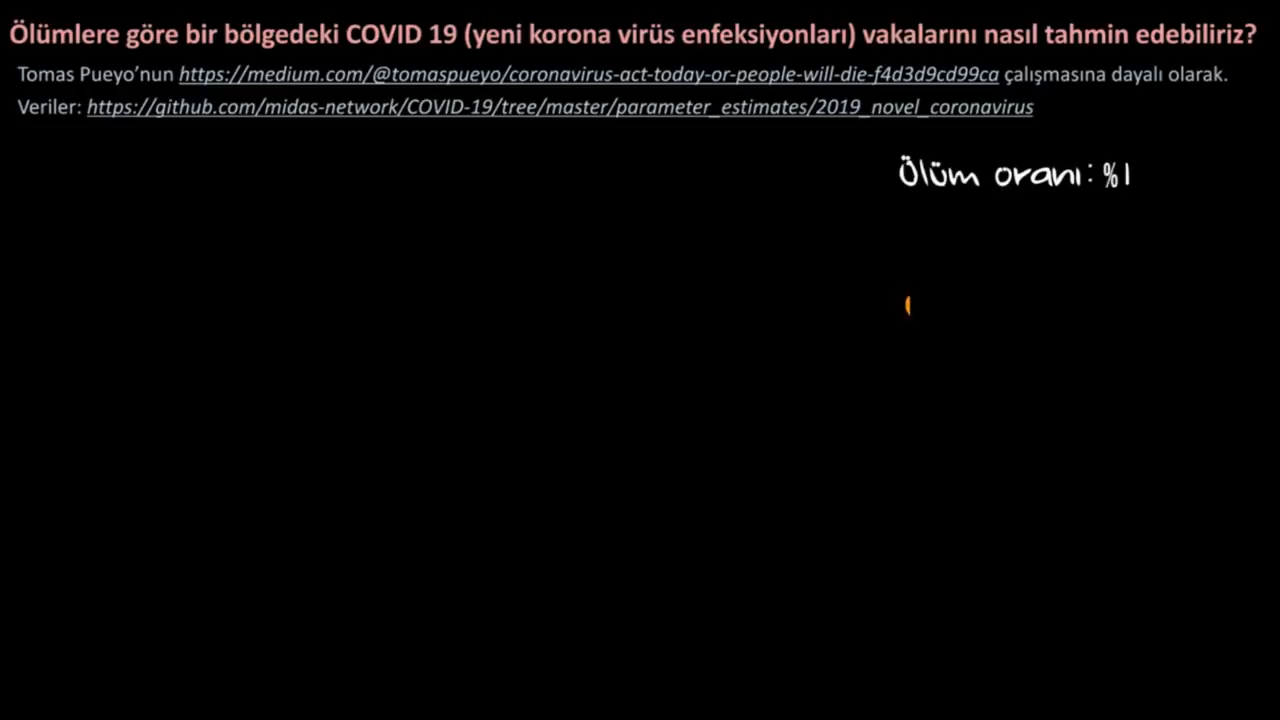 Ölümlere göre bir bölgedeki COVID 19 (yeni korona virüs enfeksiyonları) vakalarını nasıl tahmin edebiliriz?
Tomas Pueyo’nun https://medium.com/@tomaspueyo/coronavirus-act-today-or-people-will-die-f4d3d9cd99ca çalışmasına dayalı olarak.
Veriler: https://github.com/midas-network/COVID-19/tree/master/parameter_estimates/2019_novel_coronavirus
Ölüm oranı: %1